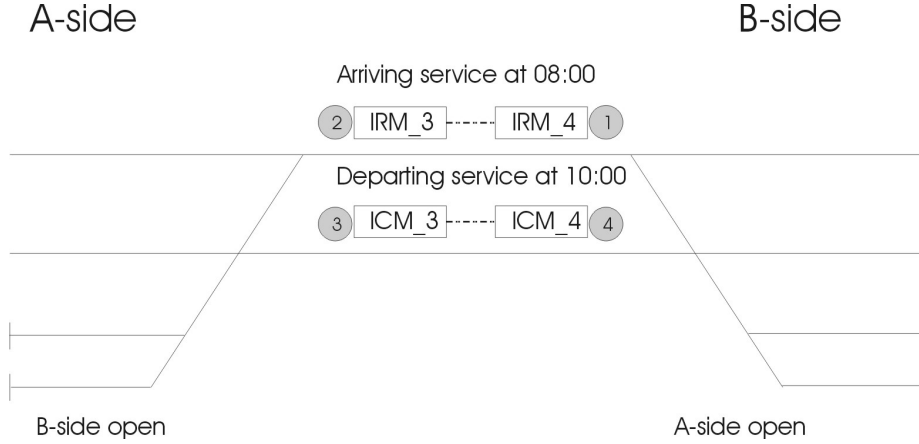 A-side B-side
Arriving service at 08:00
2 IRM_3 IRM_4 1
Departing service at 10:00
3 ICM_3 ICM_4 4
B-side open A-side open